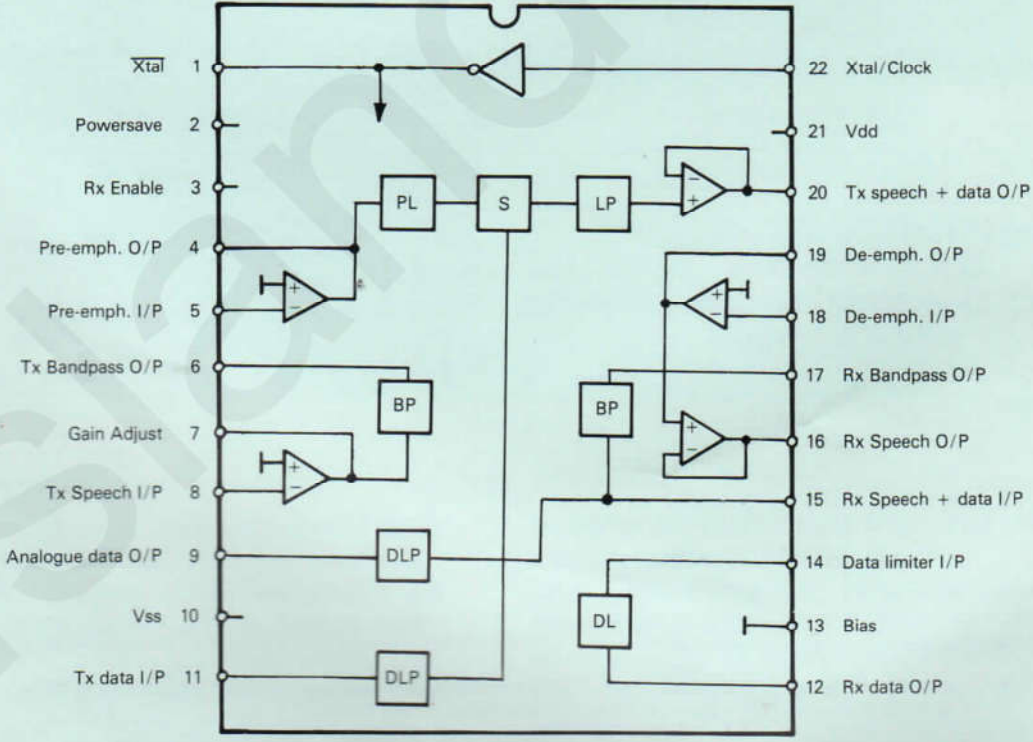 Xtal 1
22 Xtal/Clock
Powersave 2
21 Vdd
Rx Enable 3
20 Tx speech + data O/P
PL
S
LP
−
+
Pre-emph. O/P 4
19 De-emph. O/P
+
−
+
−
Pre-emph. I/P 5
18 De-emph. I/P
Tx Bandpass O/P 6
17 Rx Bandpass O/P
BP
BP
Gain Adjust 7
16 Rx Speech O/P
+
−
+
−
Tx Speech I/P 8
15 Rx Speech + data I/P
Analogue data O/P 9
DLP
14 Data limiter I/P
Vss 10
DL
13 Bias
Tx data I/P 11
DLP
12 Rx data O/P